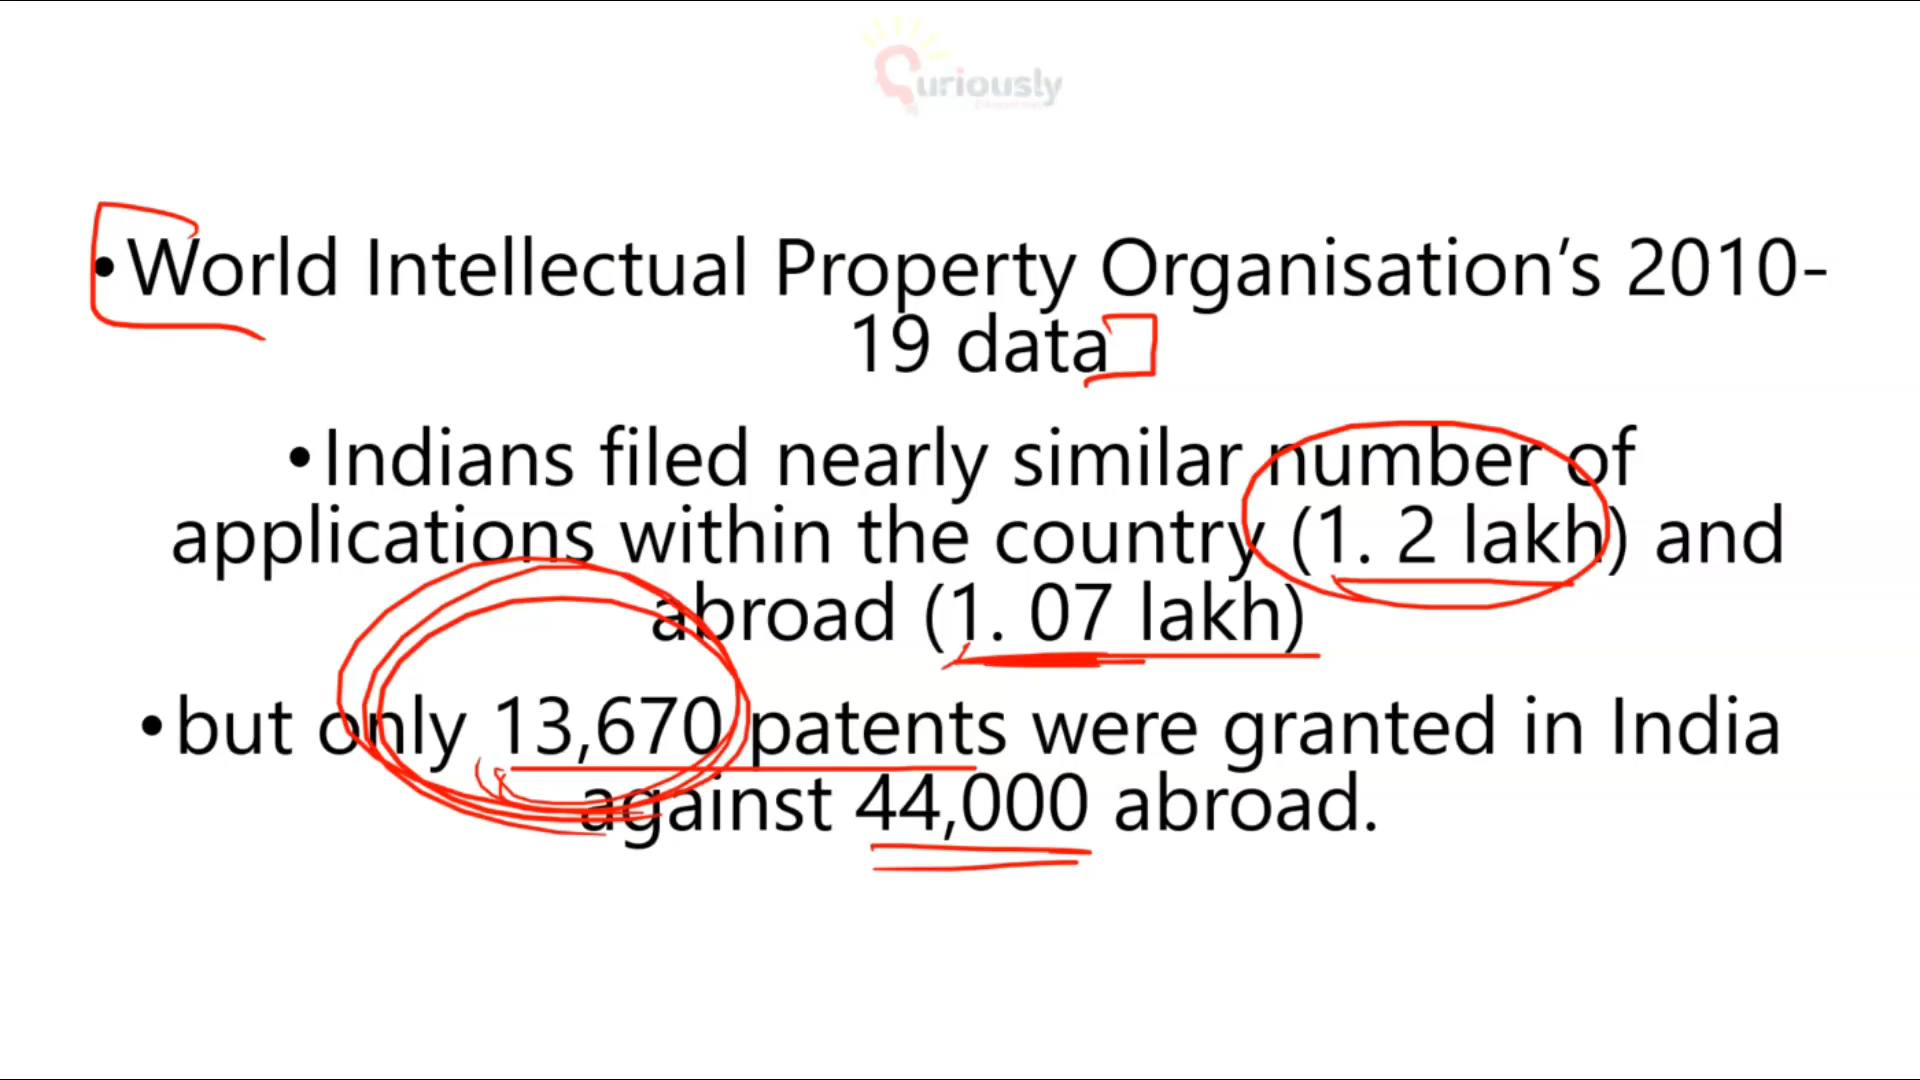 Curiously
•World Intellectual Property Organisation’s 2010-
19 data
•Indians filed nearly similar number of
applications within the country (1. 2 lakh) and
abroad (1. 07 lakh)
•but only 13,670 patents were granted in India
against 44,000 abroad.